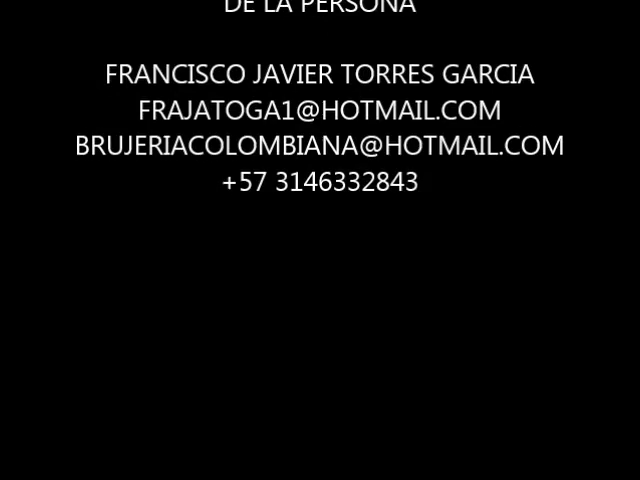 DE LA PERSONA
FRANCISCO JAVIER TORRES GARCIA
FRAJATOGA1@HOTMAIL.COM
BRUJERIACOLOMBIANA@HOTMAIL.COM
+57 3146332843